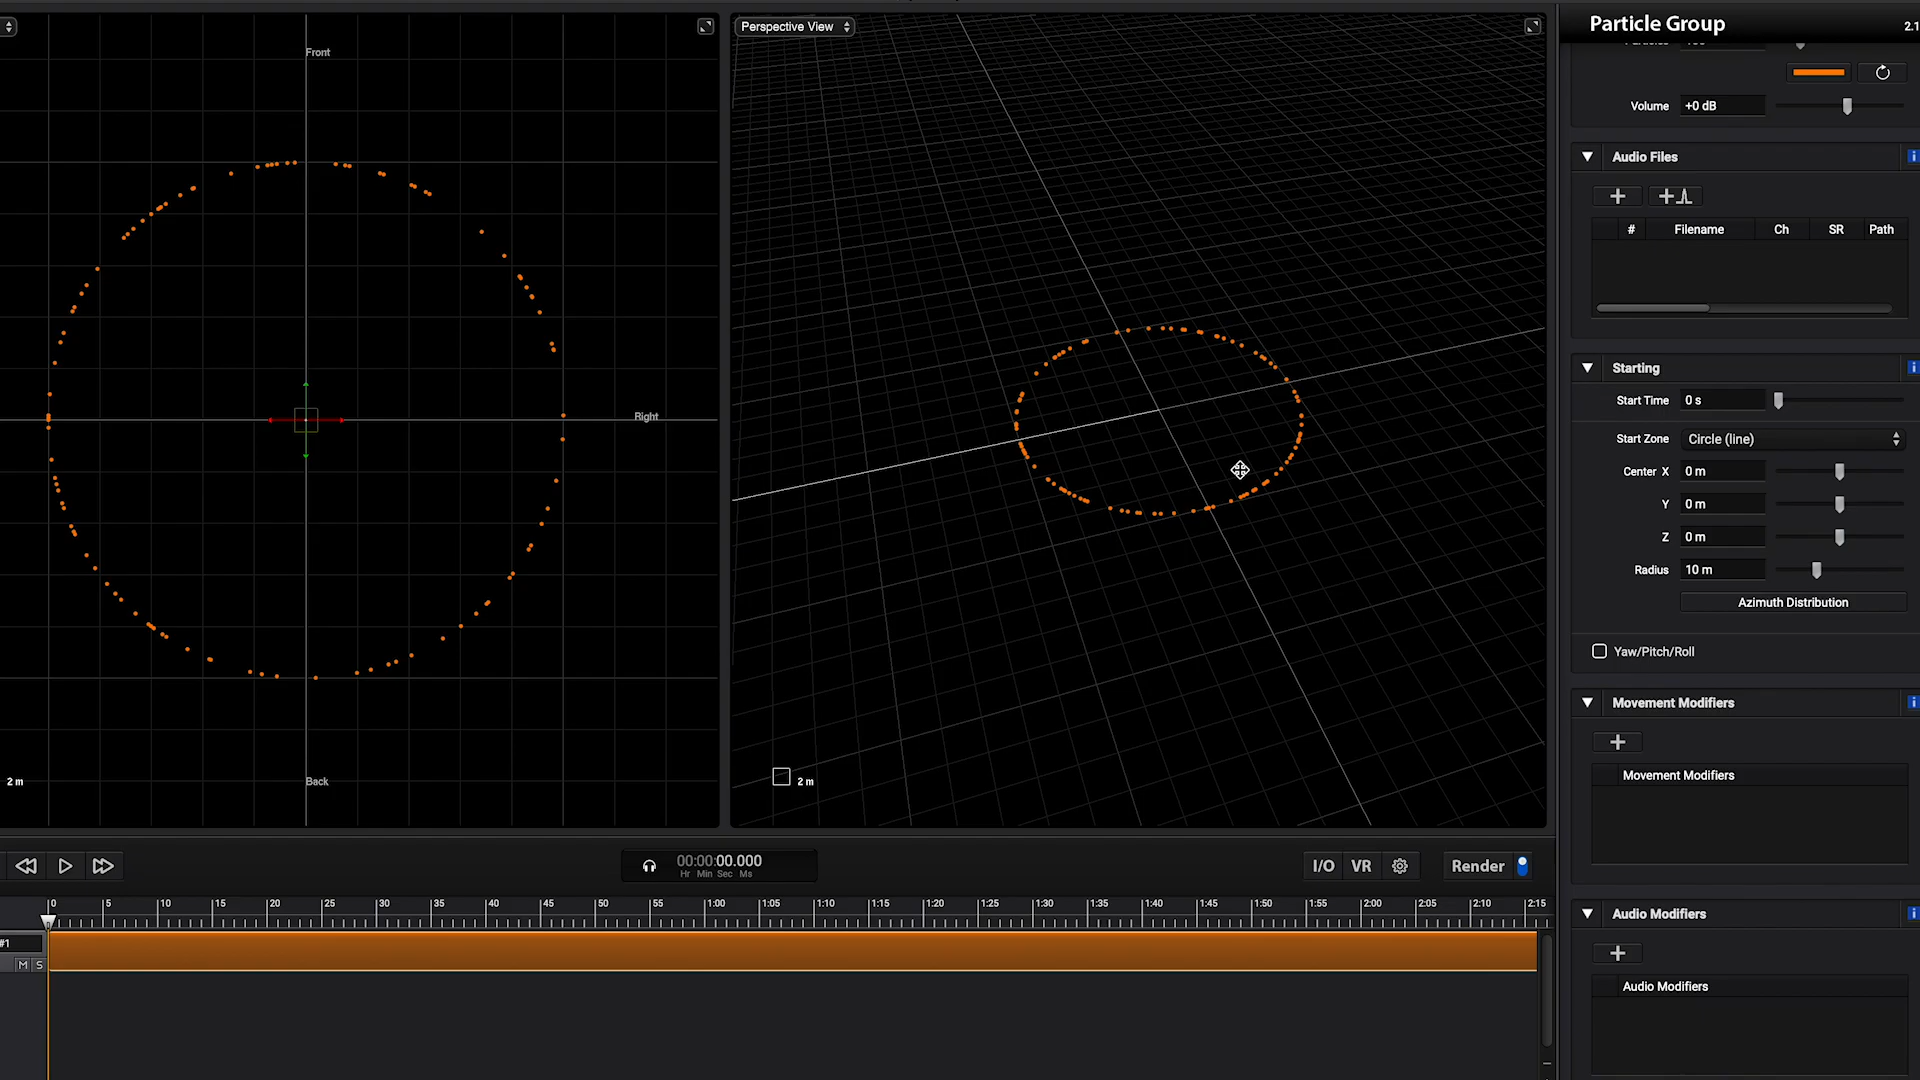 Front
Right
2 m
Back
Perspective View
2 m
Particle Group
2.1
Volume +0 dB
Audio Files
i
# Filename Ch SR Path
Starting
i
Start Time 0 s
Start Zone Circle (line)
Center X 0 m
Y 0 m
Z 0 m
Radius 10 m
Azimuth Distribution
Yaw/Pitch/Roll
Movement Modifiers
i
Movement Modifiers
Audio Modifiers
i
Audio Modifiers
00:00:00.000
Hr Min Sec Ms
I/O VR Render
0 5 10 15 20 25 30 35 40 45 50 55 1:00 1:05 1:10 1:15 1:20 1:25 1:30 1:35 1:40 1:45 1:50 1:55 2:00 2:05 2:10 2:15
#1
M S